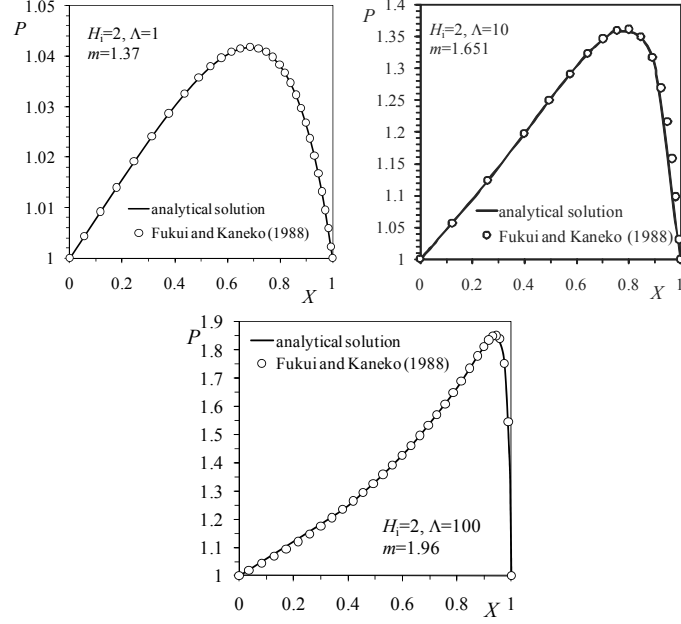 P
H_i=2, Λ=1
m=1.37
1.05
1.04
1.03
1.02
1.01
1
analytical solution
Fukui and Kaneko (1988)
0 0.2 0.4 0.6 0.8 1
X
P
H_i=2, Λ=10
m=1.651
1.4
1.35
1.3
1.25
1.2
1.15
1.1
1.05
1
analytical solution
Fukui and Kaneko (1988)
0 0.2 0.4 0.6 0.8 1
X
P
1.9
1.8
1.7
1.6
1.5
1.4
1.3
1.2
1.1
1
analytical solution
Fukui and Kaneko (1988)
H_i=2, Λ=100
m=1.96
0 0.2 0.4 0.6 0.8 1
X